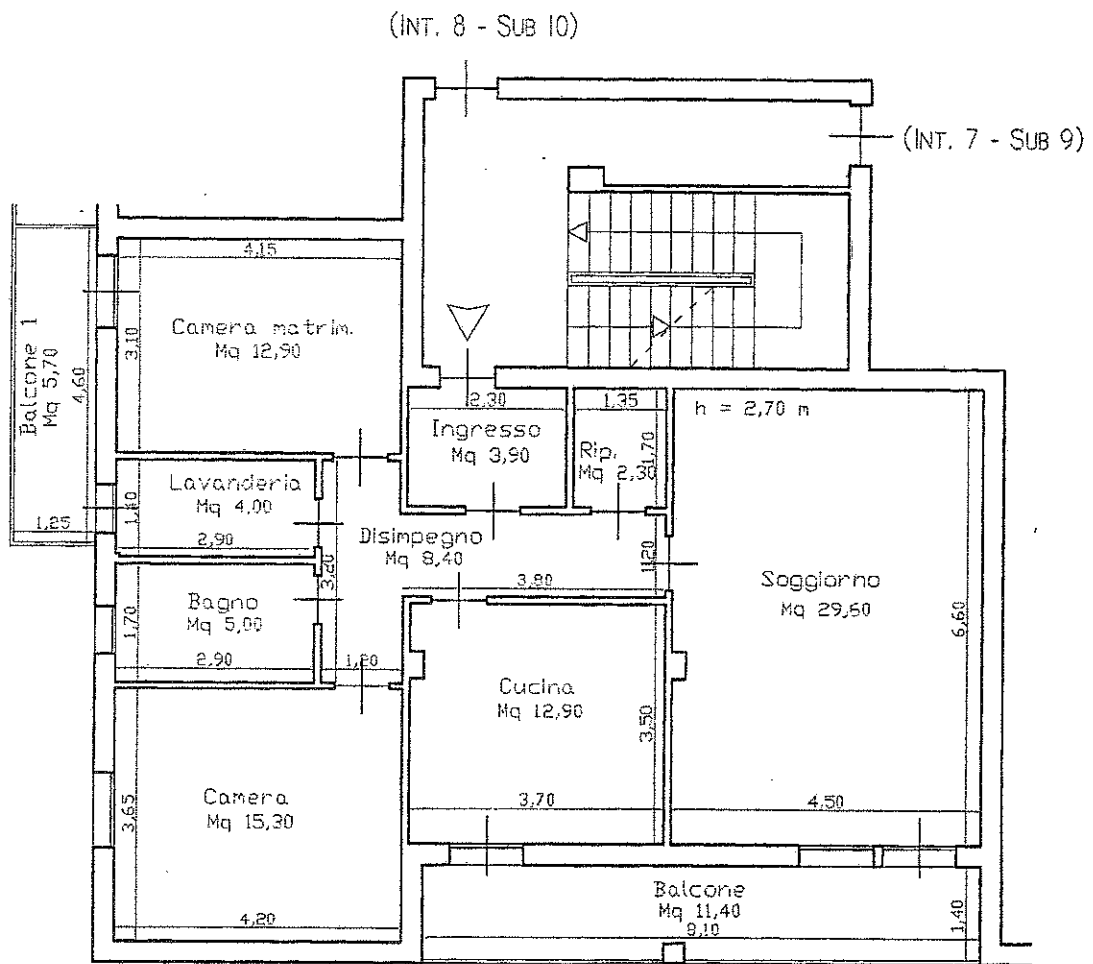 (INT. 8 - SUB 10)
(INT. 7 - SUB 9)
4,15
Camera matrim.
Mq 12,90
3,10
Balcone 1
Mq 5,70
4,60
1,25
2,30
Ingresso
Mq 3,90
1,35
Rip.
Mq 2,30
1,70
h = 2,70 m
Lavanderia
Mq 4,00
1,40
2,90
Disimpegno
Mq 8,40
3,20
3,80
1,20
Soggiorno
Mq 29,60
6,60
Bagno
Mq 5,00
1,70
2,90
1,20
Cucina
Mq 12,90
3,50
3,70
4,50
Camera
Mq 15,30
3,65
4,20
Balcone
Mq 11,40
8,10
1,40